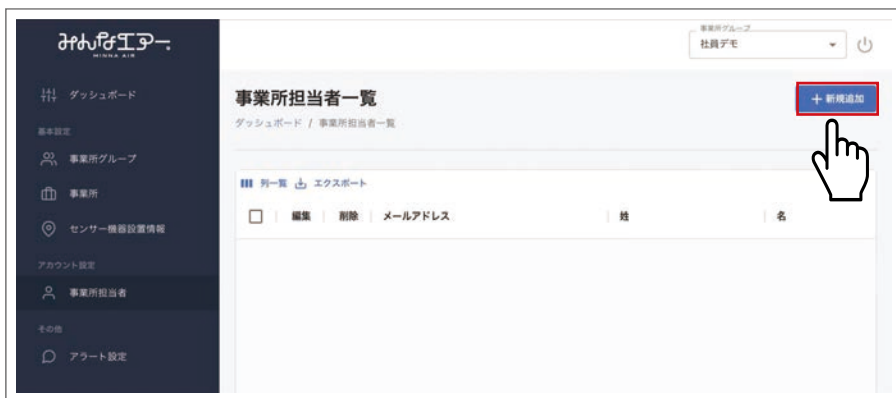 みんなエアー
MINNA AIR
事業所グループ
社員デモ
ダッシュボード
基本設定
事業所グループ
事業所
センサー機器設置情報
アカウント設定
事業所担当者
その他
アラート設定
事業所担当者一覧
+ 新規追加
ダッシュボード / 事業所担当者一覧
列一覧 エクスポート
編集 削除 メールアドレス 姓 名